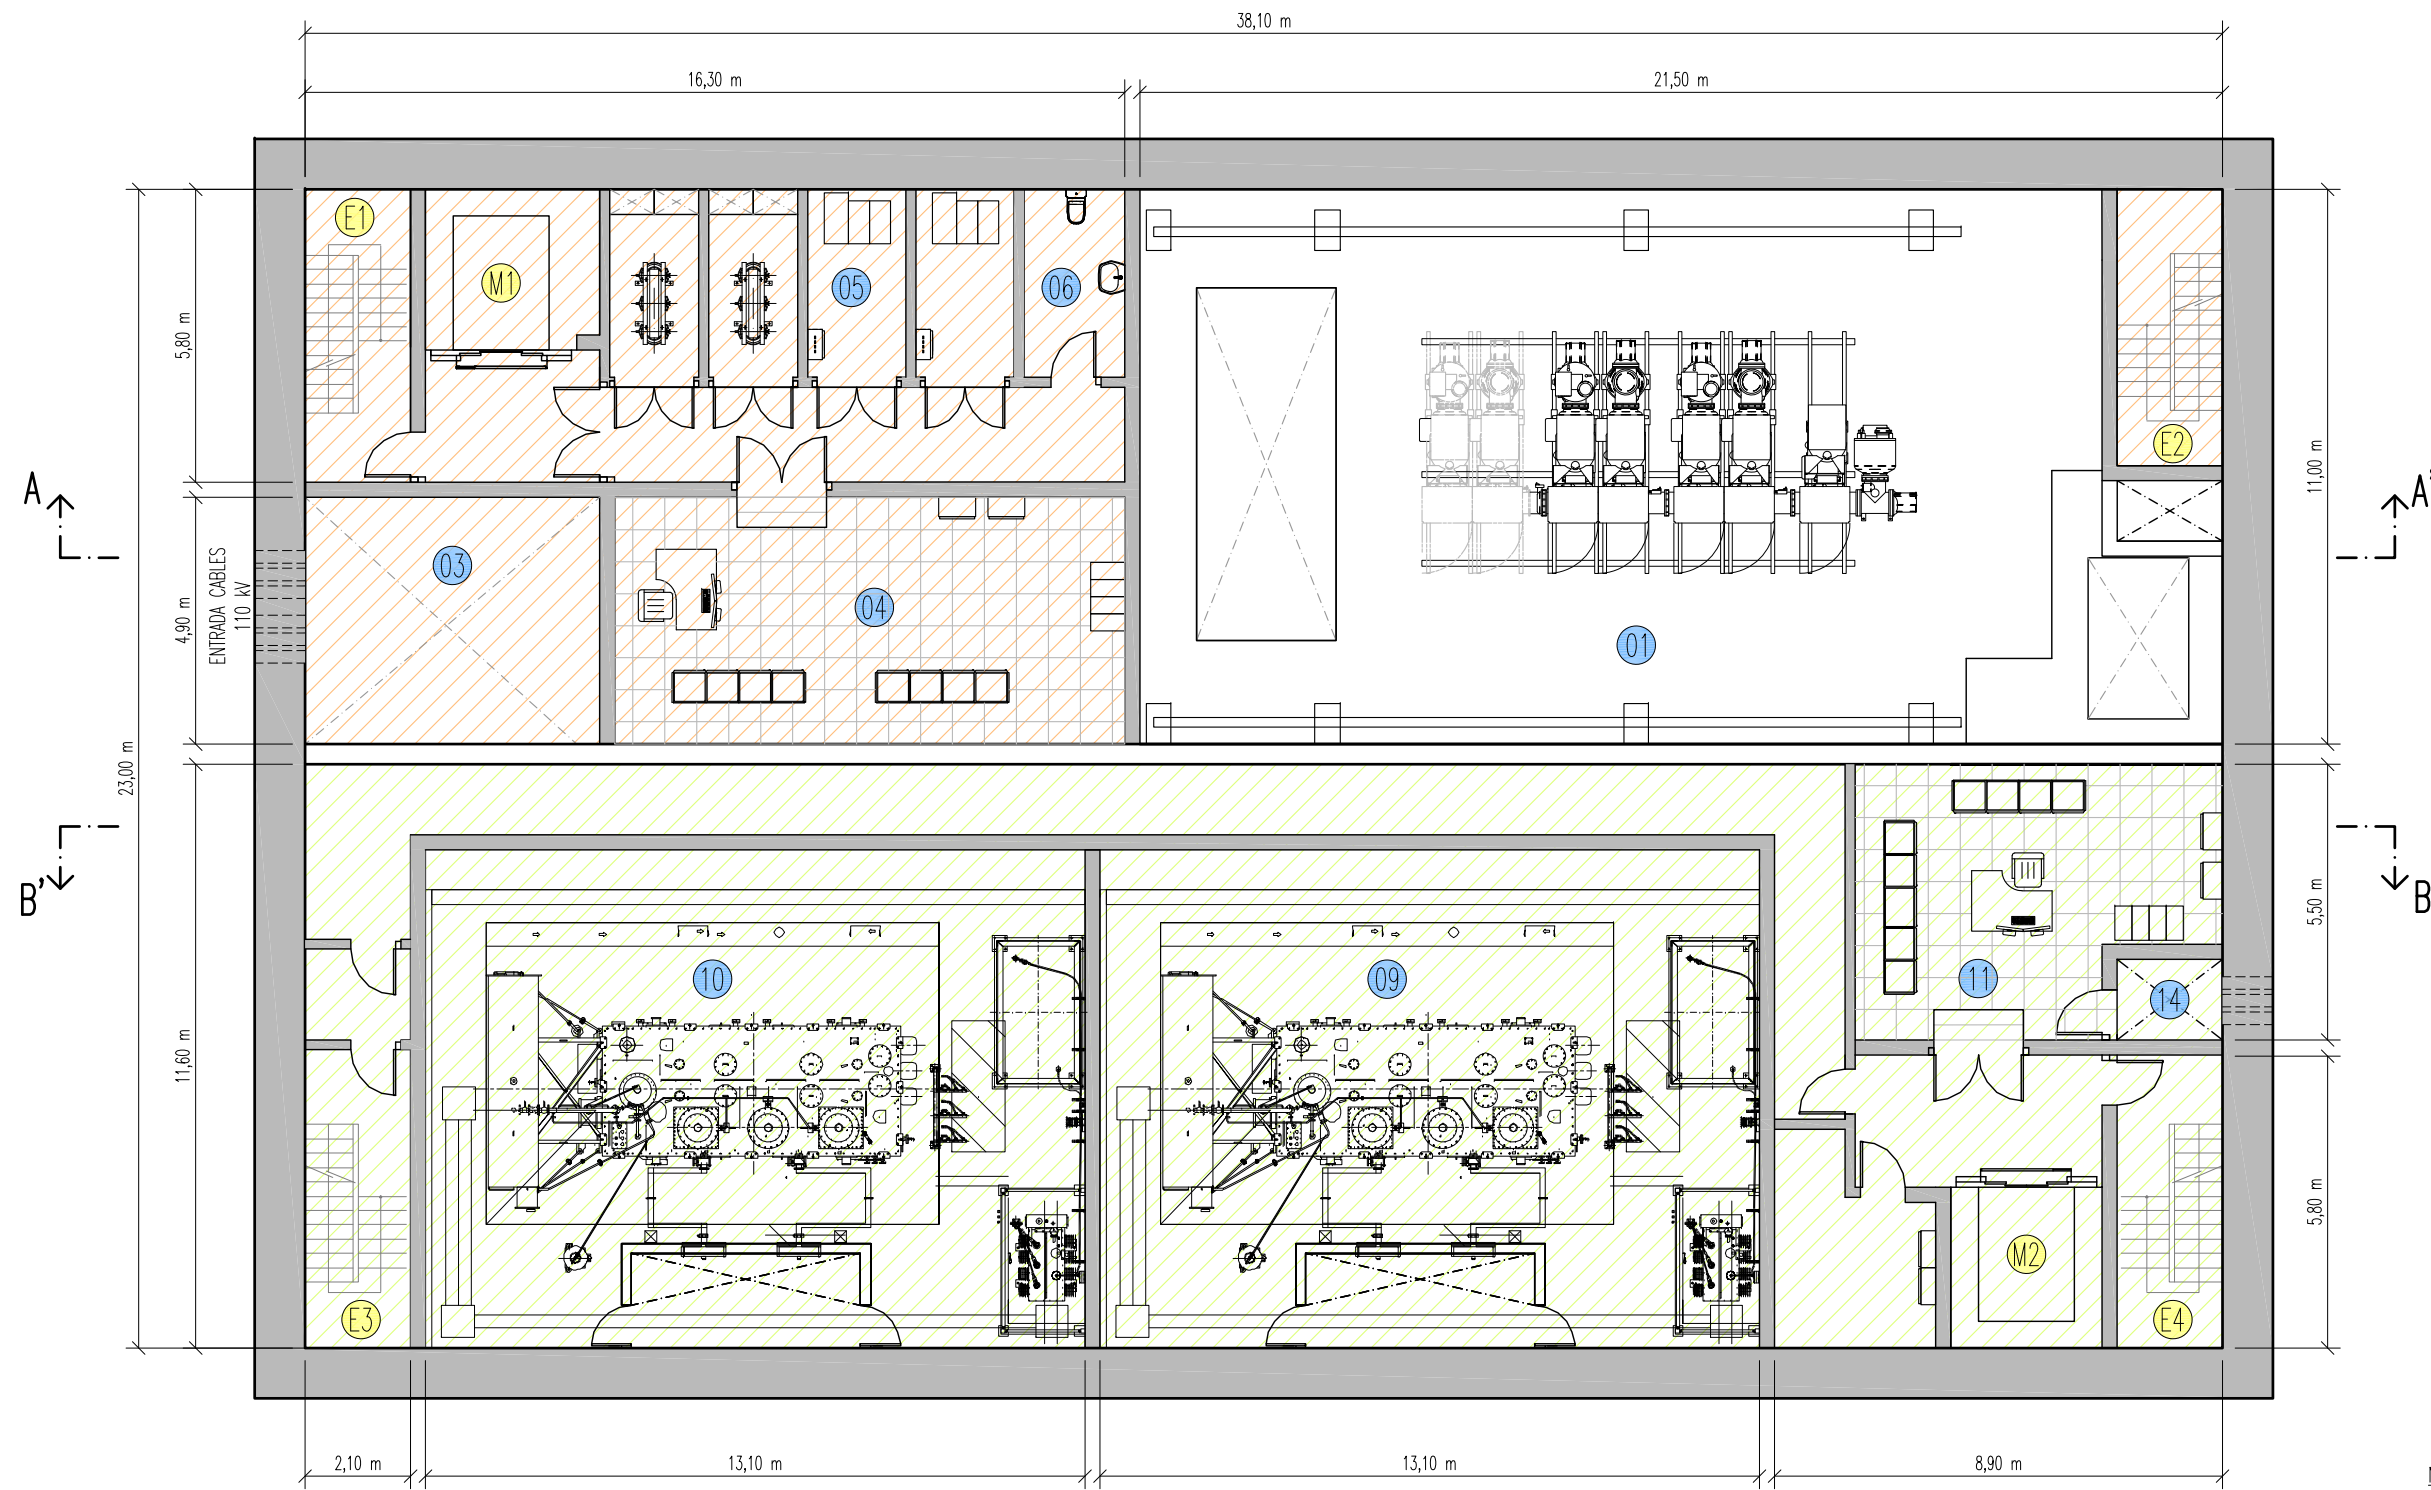 38,10 m
16,30 m
21,50 m
E1
M1
05
06
E2
5,80 m
11,00 m
A
A'
ENTRADA CABLES
110 kV
03
04
01
4,90 m
23,00 m
B'
B
10
09
11
14
5,50 m
11,60 m
5,80 m
M2
E3
E4
2,10 m
13,10 m
13,10 m
8,90 m